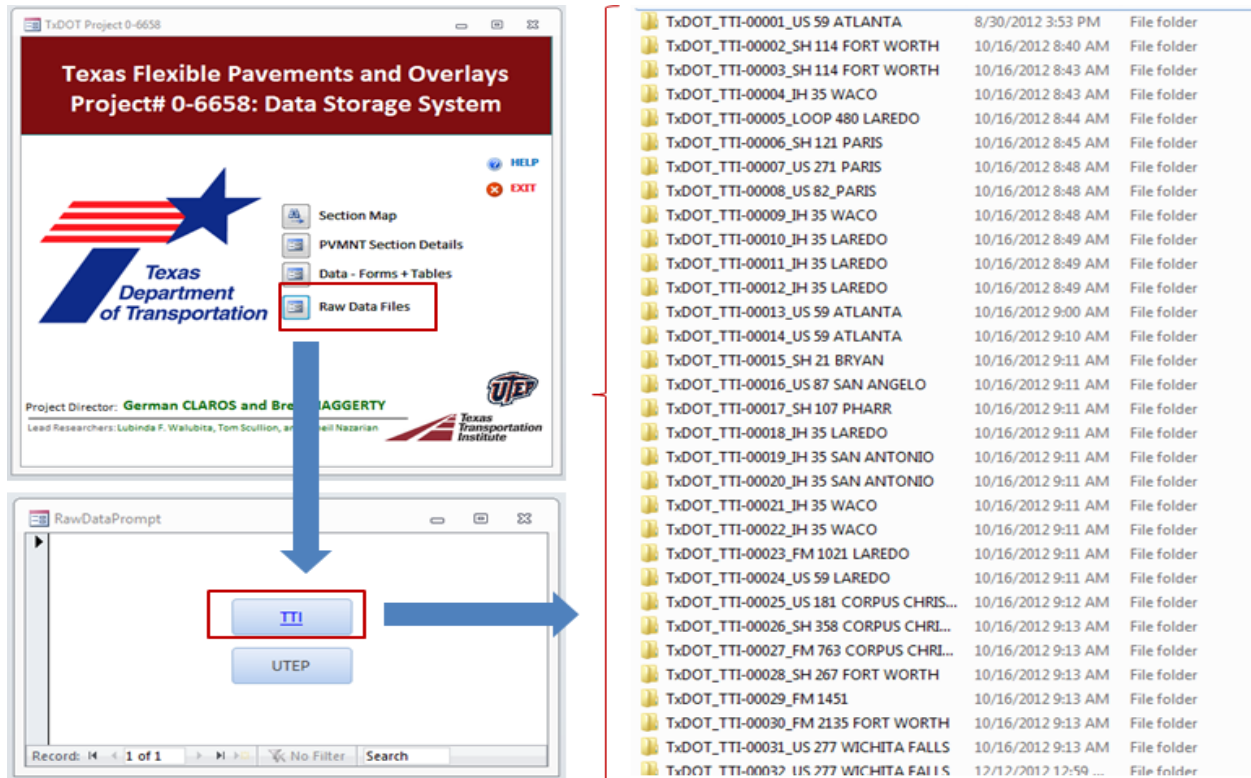 TxDOT Project 0-6658
Texas Flexible Pavements and Overlays
Project# 0-6658: Data Storage System
HELP
EXIT
Section Map
PVMNT Section Details
Data - Forms + Tables
Raw Data Files
Texas
Department
of Transportation
UTEP
Project Director: German CLAROS and Bre AGGERTY
Lead Researchers: Lubinda F. Walubita, Tom Scullion, an eil Nazarian
Texas
Transportation
Institute
RawDataPrompt
TTI
UTEP
Record: 1 of 1 No Filter Search
TxDOT_TTI-00001_US 59 ATLANTA 8/30/2012 3:53 PM File folder
TxDOT_TTI-00002_SH 114 FORT WORTH 10/16/2012 8:40 AM File folder
TxDOT_TTI-00003_SH 114 FORT WORTH 10/16/2012 8:43 AM File folder
TxDOT_TTI-00004_IH 35 WACO 10/16/2012 8:43 AM File folder
TxDOT_TTI-00005_LOOP 480 LAREDO 10/16/2012 8:44 AM File folder
TxDOT_TTI-00006_SH 121 PARIS 10/16/2012 8:45 AM File folder
TxDOT_TTI-00007_US 271 PARIS 10/16/2012 8:48 AM File folder
TxDOT_TTI-00008_US 82_PARIS 10/16/2012 8:48 AM File folder
TxDOT_TTI-00009_IH 35 WACO 10/16/2012 8:48 AM File folder
TxDOT_TTI-00010_IH 35 LAREDO 10/16/2012 8:49 AM File folder
TxDOT_TTI-00011_IH 35 LAREDO 10/16/2012 8:49 AM File folder
TxDOT_TTI-00012_IH 35 LAREDO 10/16/2012 8:49 AM File folder
TxDOT_TTI-00013_US 59 ATLANTA 10/16/2012 9:00 AM File folder
TxDOT_TTI-00014_US 59 ATLANTA 10/16/2012 9:10 AM File folder
TxDOT_TTI-00015_SH 21 BRYAN 10/16/2012 9:11 AM File folder
TxDOT_TTI-00016_US 87 SAN ANGELO 10/16/2012 9:11 AM File folder
TxDOT_TTI-00017_SH 107 PHARR 10/16/2012 9:11 AM File folder
TxDOT_TTI-00018_IH 35 LAREDO 10/16/2012 9:11 AM File folder
TxDOT_TTI-00019_IH 35 SAN ANTONIO 10/16/2012 9:11 AM File folder
TxDOT_TTI-00020_IH 35 SAN ANTONIO 10/16/2012 9:11 AM File folder
TxDOT_TTI-00021_IH 35 WACO 10/16/2012 9:11 AM File folder
TxDOT_TTI-00022_IH 35 WACO 10/16/2012 9:11 AM File folder
TxDOT_TTI-00023_FM 1021 LAREDO 10/16/2012 9:11 AM File folder
TxDOT_TTI-00024_US 59 LAREDO 10/16/2012 9:11 AM File folder
TxDOT_TTI-00025_US 181 CORPUS CHRIS... 10/16/2012 9:12 AM File folder
TxDOT_TTI-00026_SH 358 CORPUS CHRI... 10/16/2012 9:13 AM File folder
TxDOT_TTI-00027_FM 763 CORPUS CHRI... 10/16/2012 9:13 AM File folder
TxDOT_TTI-00028_SH 267 FORT WORTH 10/16/2012 9:13 AM File folder
TxDOT_TTI-00029_FM 1451 10/16/2012 9:13 AM File folder
TxDOT_TTI-00030_FM 2135 FORT WORTH 10/16/2012 9:13 AM File folder
TxDOT_TTI-00031_US 277 WICHITA FALLS 10/16/2012 9:13 AM File folder
TxDOT_TTI-00032_US 277 WICHITA FALLS 12/12/2012 12:59 ... File folder